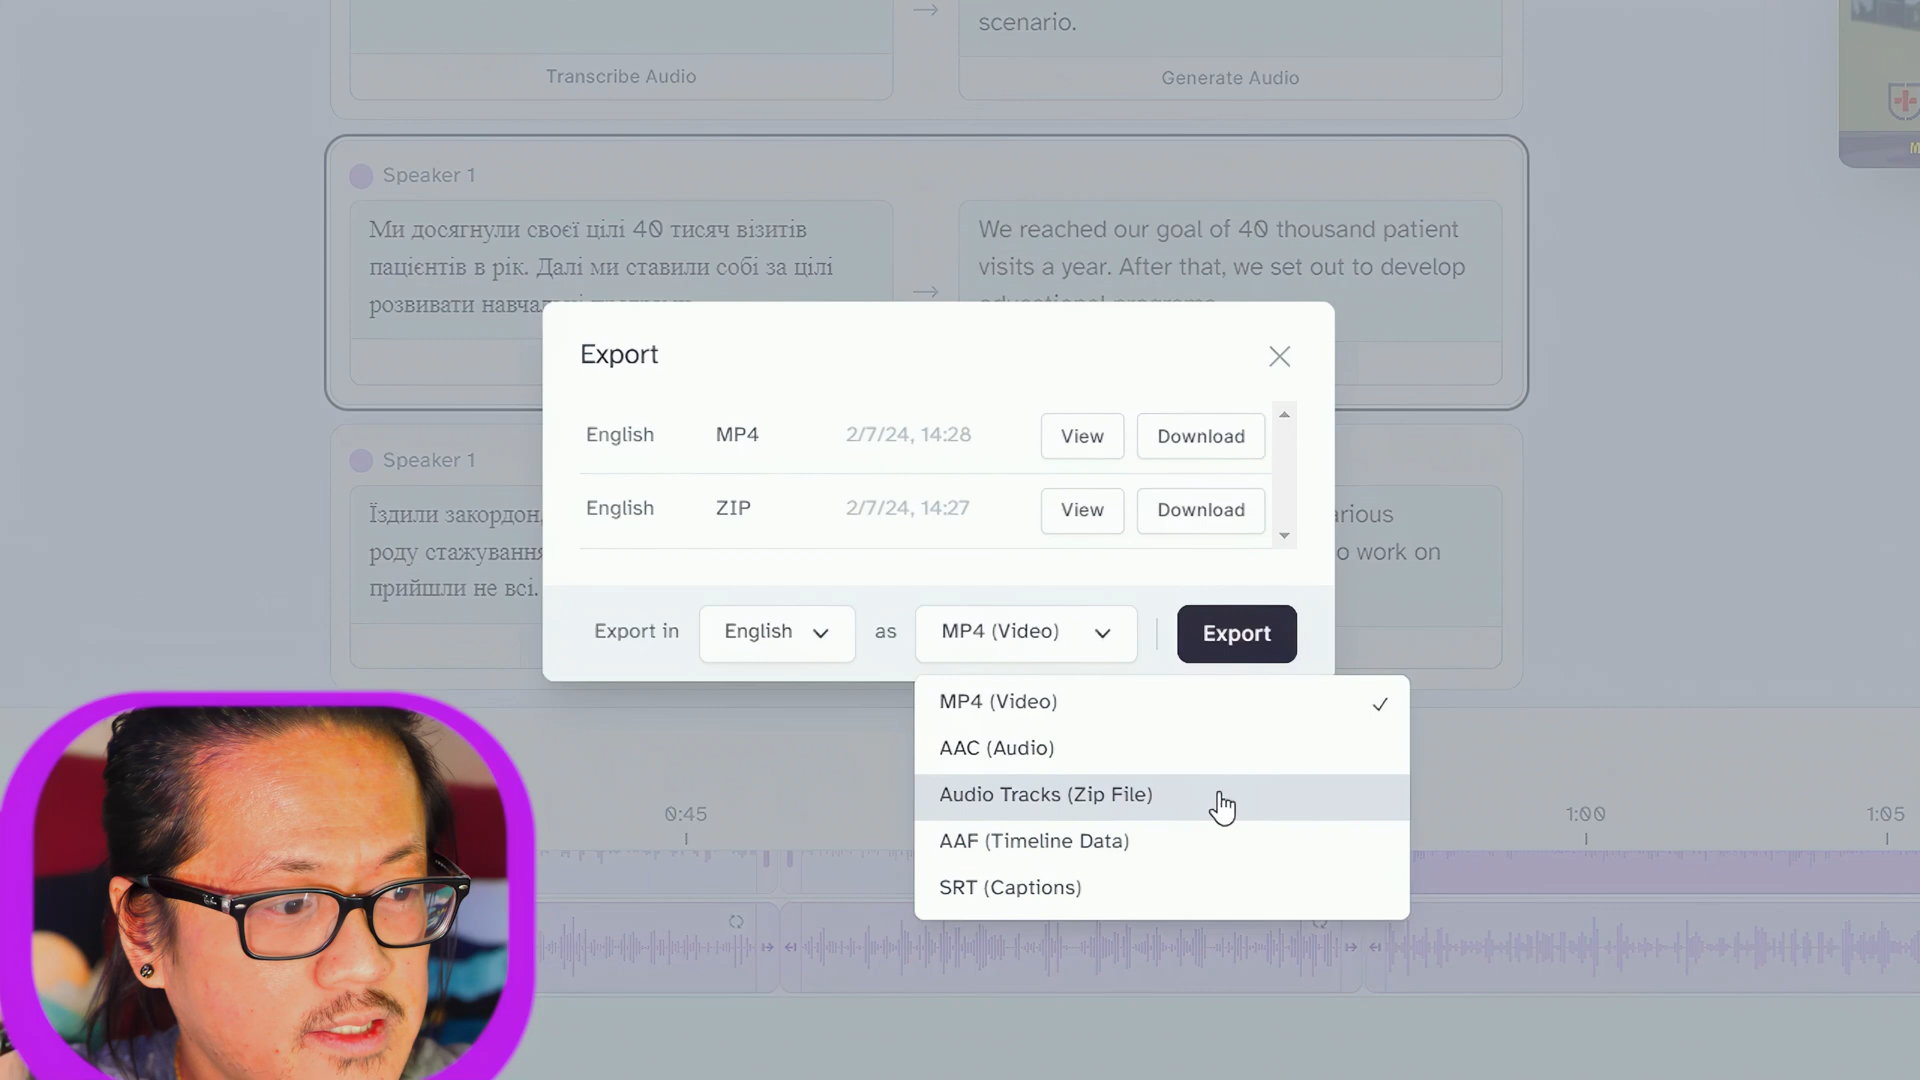 scenario.
Transcribe Audio
Generate Audio
Speaker 1
Ми досягнули своєї цілі 40 тисяч візитів
пацієнтів в рік. Далі ми ставили собі за цілі
розвивати навчальні програми.
We reached our goal of 40 thousand patient
visits a year. After that, we set out to develop
educational programs.
Export
English MP4 2/7/24, 14:28 View Download
English ZIP 2/7/24, 14:27 View Download
Speaker 1
Їздили закордон,
роду стажування
прийшли не всі.
arious
o work on
Export in English as MP4 (Video) Export
MP4 (Video)
AAC (Audio)
Audio Tracks (Zip File)
AAF (Timeline Data)
SRT (Captions)
0:45
1:00
1:05